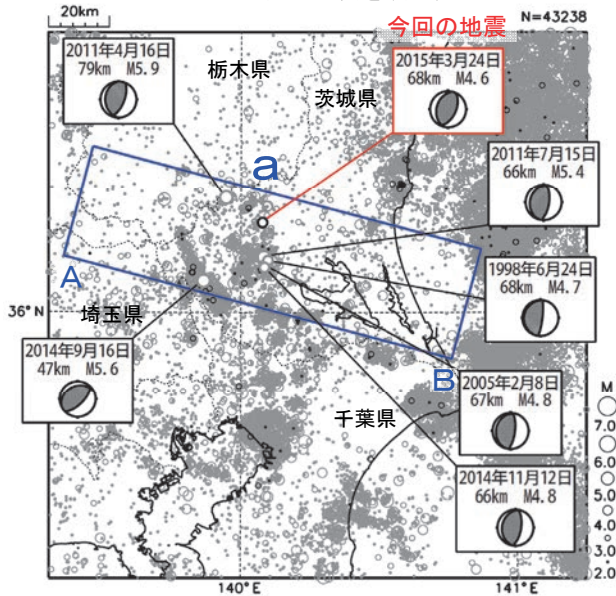 20km
今回の地震
N=43238
2011年4月16日
79km M5.9
栃木県
茨城県
2015年3月24日
68km M4.6
2011年7月15日
66km M5.4
a
A
1998年6月24日
68km M4.7
36°N
埼玉県
2014年9月16日
47km M5.6
B
千葉県
2005年2月8日
67km M4.8
2014年11月12日
66km M4.8
M
7.0
6.0
5.0
4.0
3.0
2.0
140°E
141°E